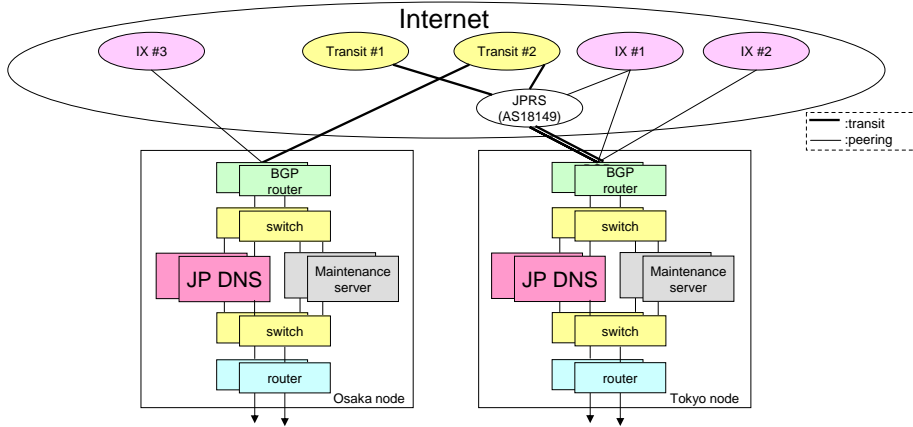 Internet
IX #3
Transit #1
Transit #2
IX #1
IX #2
JPRS
(AS18149)
:transit
:peering
BGP
router
switch
JP DNS
Maintenance
server
switch
router
Osaka node
BGP
router
switch
JP DNS
Maintenance
server
switch
router
Tokyo node